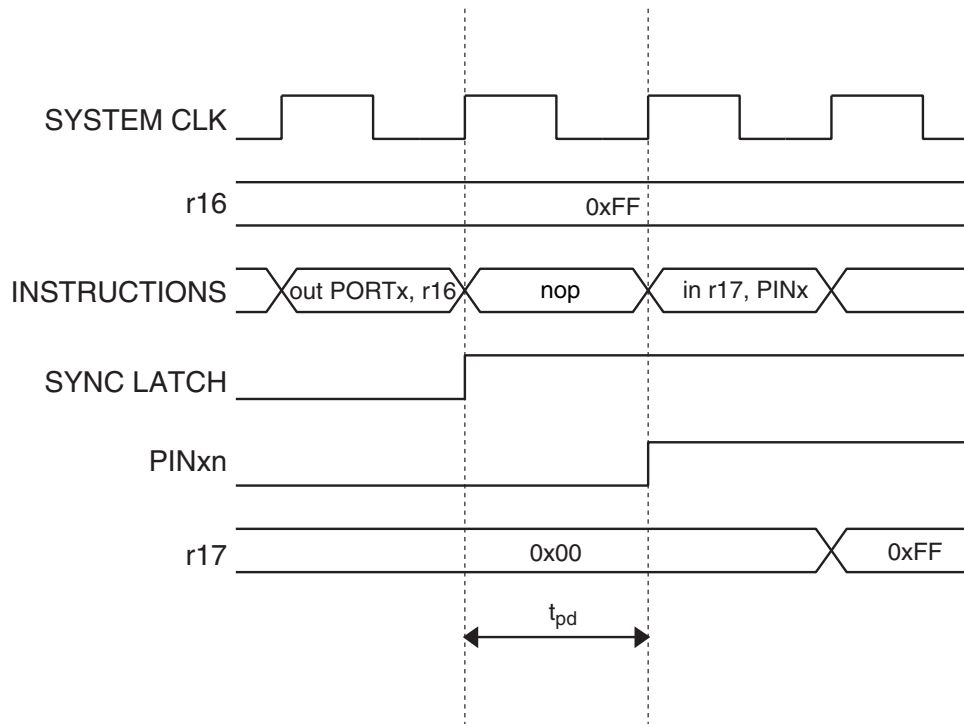 SYSTEM CLK
r16
0xFF
INSTRUCTIONS
out PORTx, r16
nop
in r17, PINx
SYNC LATCH
PINxn
r17
0x00
0xFF
tpd